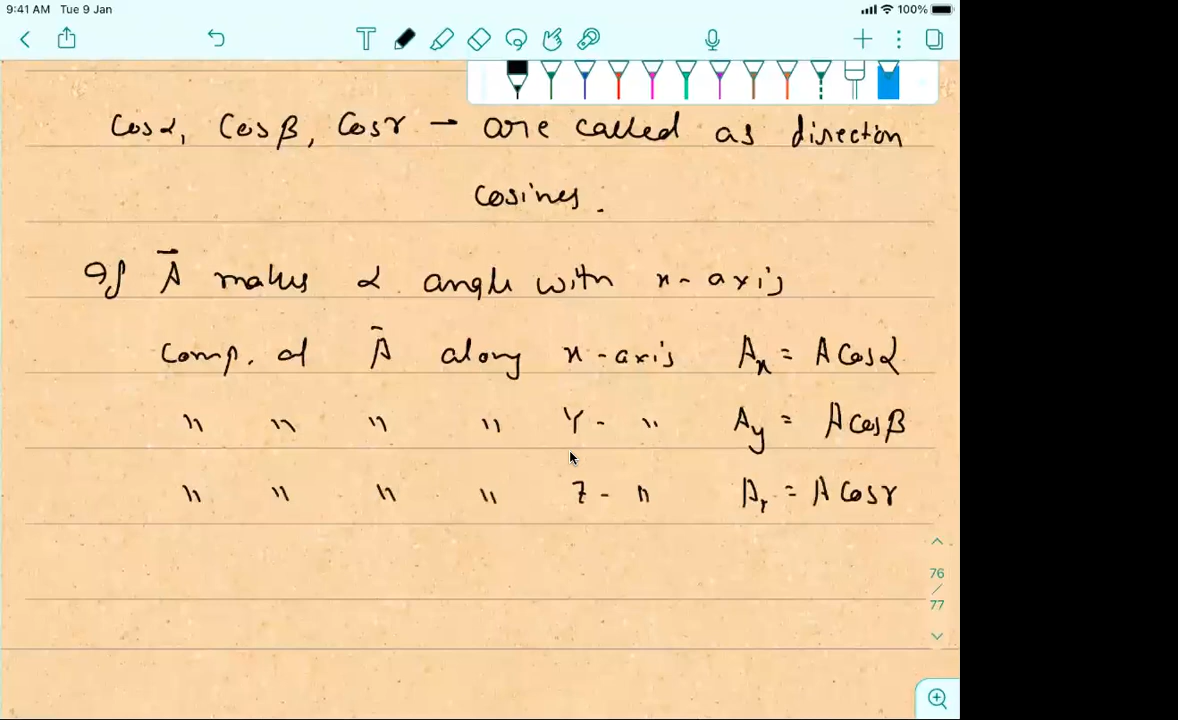 9:41 AM Tue 9 Jan
100%
Cosα, Cosβ, Cosγ → are called as direction
Cosines.
If A⃗ makes α angle with x-axis
Comp. of A⃗ along x-axis Ax = A Cosα
" " " " Y- " Ay = A Cosβ
" " " " Z- " Az = A Cosγ
76
/
77